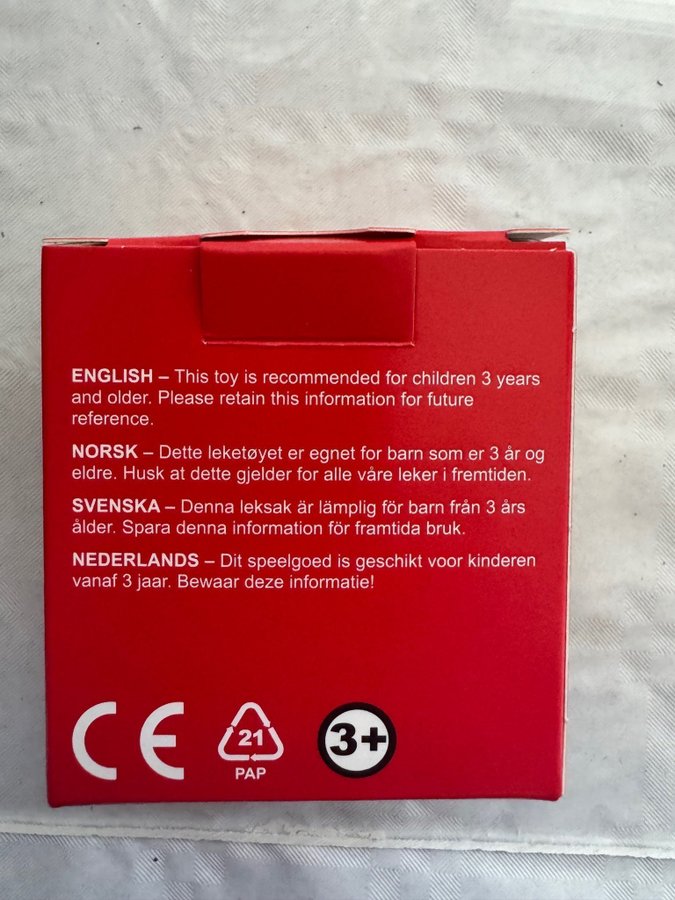 ENGLISH – This toy is recommended for children 3 years
and older. Please retain this information for future
reference.
NORSK – Dette leketøyet er egnet for barn som er 3 år og
eldre. Husk at dette gjelder for alle våre leker i fremtiden.
SVENSKA – Denna leksak är lämplig för barn från 3 års
ålder. Spara denna information för framtida bruk.
NEDERLANDS – Dit speelgoed is geschikt voor kinderen
vanaf 3 jaar. Bewaar deze informatie!
CE 21 3+
PAP